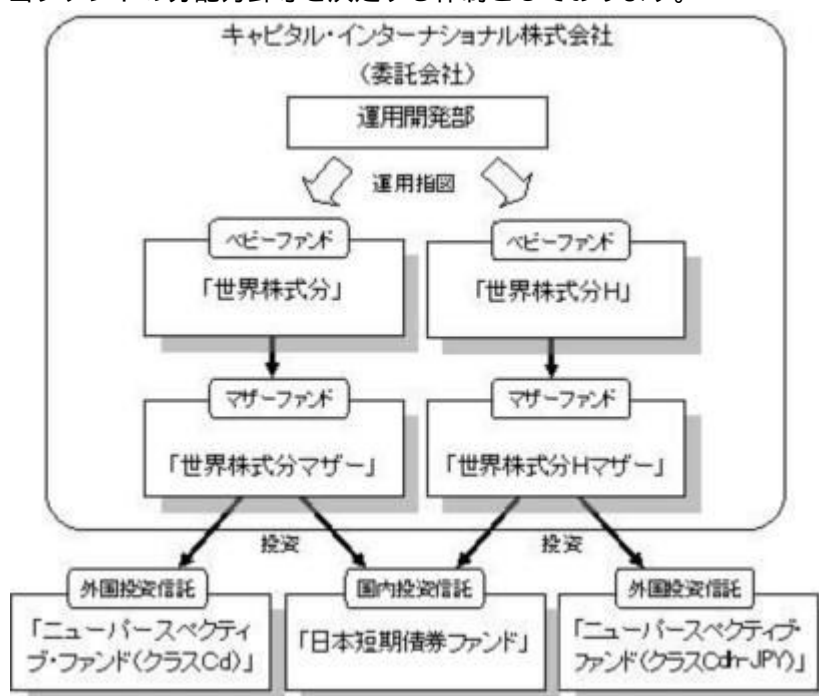 キャピタル・インターナショナル株式会社
(委託会社)
運用開発部
運用指図
ベビーファンド
ベビーファンド
「世界株式分」
「世界株式分H」
マザーファンド
マザーファンド
「世界株式分マザー」
「世界株式分Hマザー」
投資
投資
外国投資信託
国内投資信託
外国投資信託
「ニューパースペクティ
ブ・ファンド(クラスCd)」
「日本短期債券ファンド」
「ニューパースペクティブ・
ファンド(クラスCdh-JPY)」